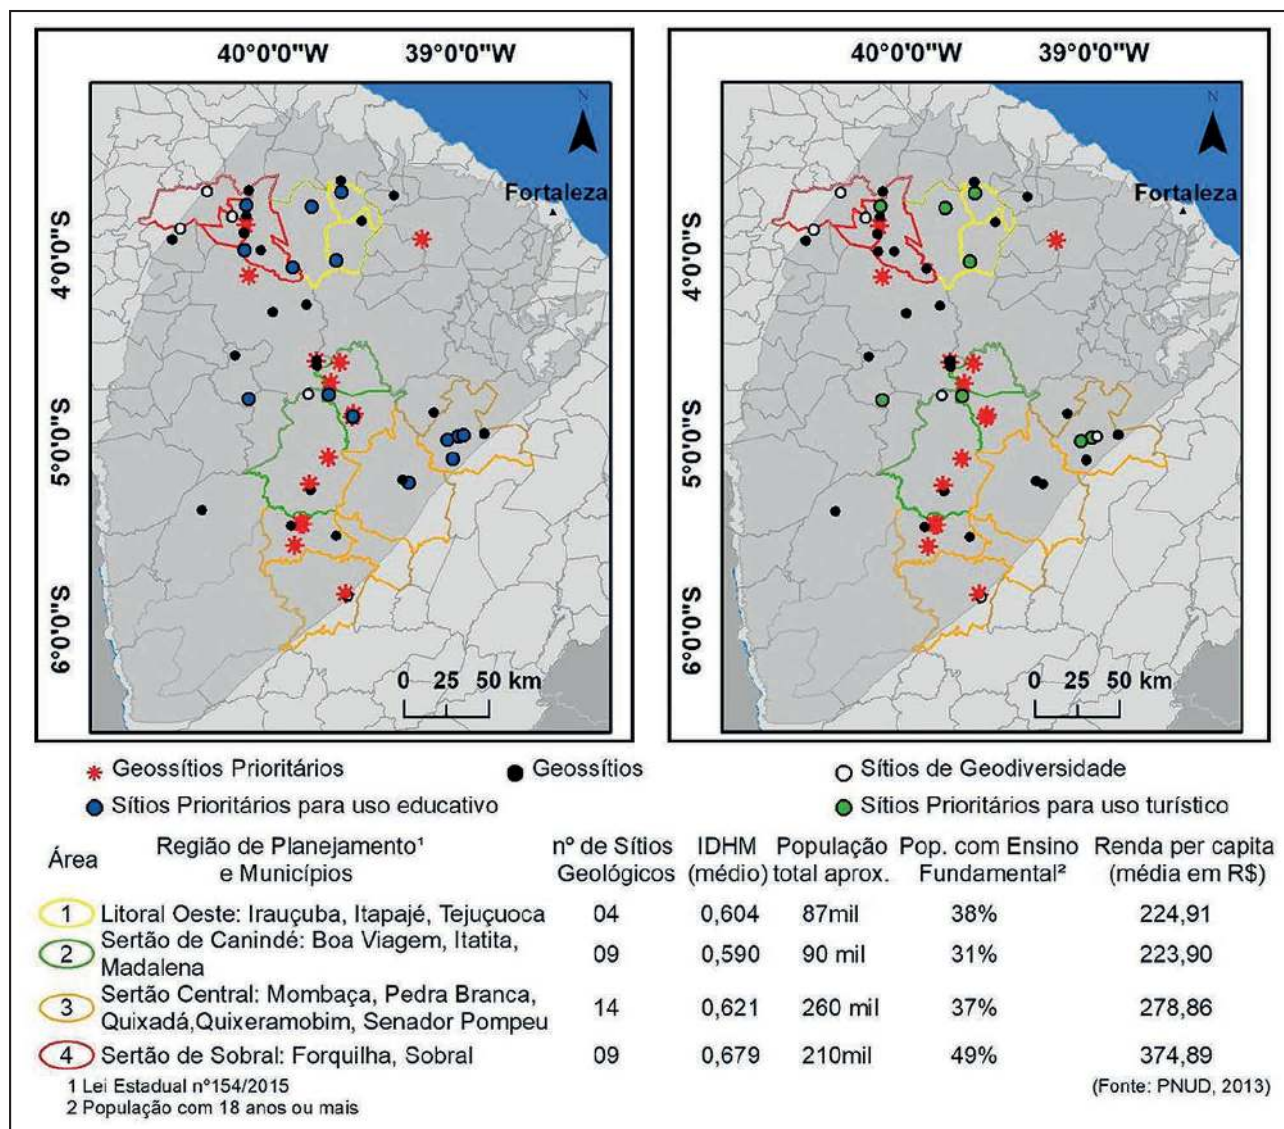 40°0'0"W 39°0'0"W
40°0'0"W 39°0'0"W
N
N
Fortaleza
Fortaleza
4°0'0"S
4°0'0"S
5°0'0"S
5°0'0"S
6°0'0"S
6°0'0"S
0 25 50 km
0 25 50 km
Geossítios Prioritários
Geossítios
Sítios de Geodiversidade
Sítios Prioritários para uso educativo
Sítios Prioritários para uso turístico
Área
Região de Planejamento¹
e Municípios
nº de Sítios
Geológicos
IDHM
(médio)
População
total aprox.
Pop. com Ensino
Fundamental²
Renda per capita
(média em R$)
1 Litoral Oeste: Irauçuba, Itapajé, Tejuçuoca 04 0,604 87mil 38% 224,91
2 Sertão de Canindé: Boa Viagem, Itatita,
Madalena 09 0,590 90 mil 31% 223,90
3 Sertão Central: Mombaça, Pedra Branca,
Quixadá,Quixeramobim, Senador Pompeu 14 0,621 260 mil 37% 278,86
4 Sertão de Sobral: Forquilha, Sobral 09 0,679 210mil 49% 374,89
1 Lei Estadual nº154/2015
2 População com 18 anos ou mais
(Fonte: PNUD, 2013)